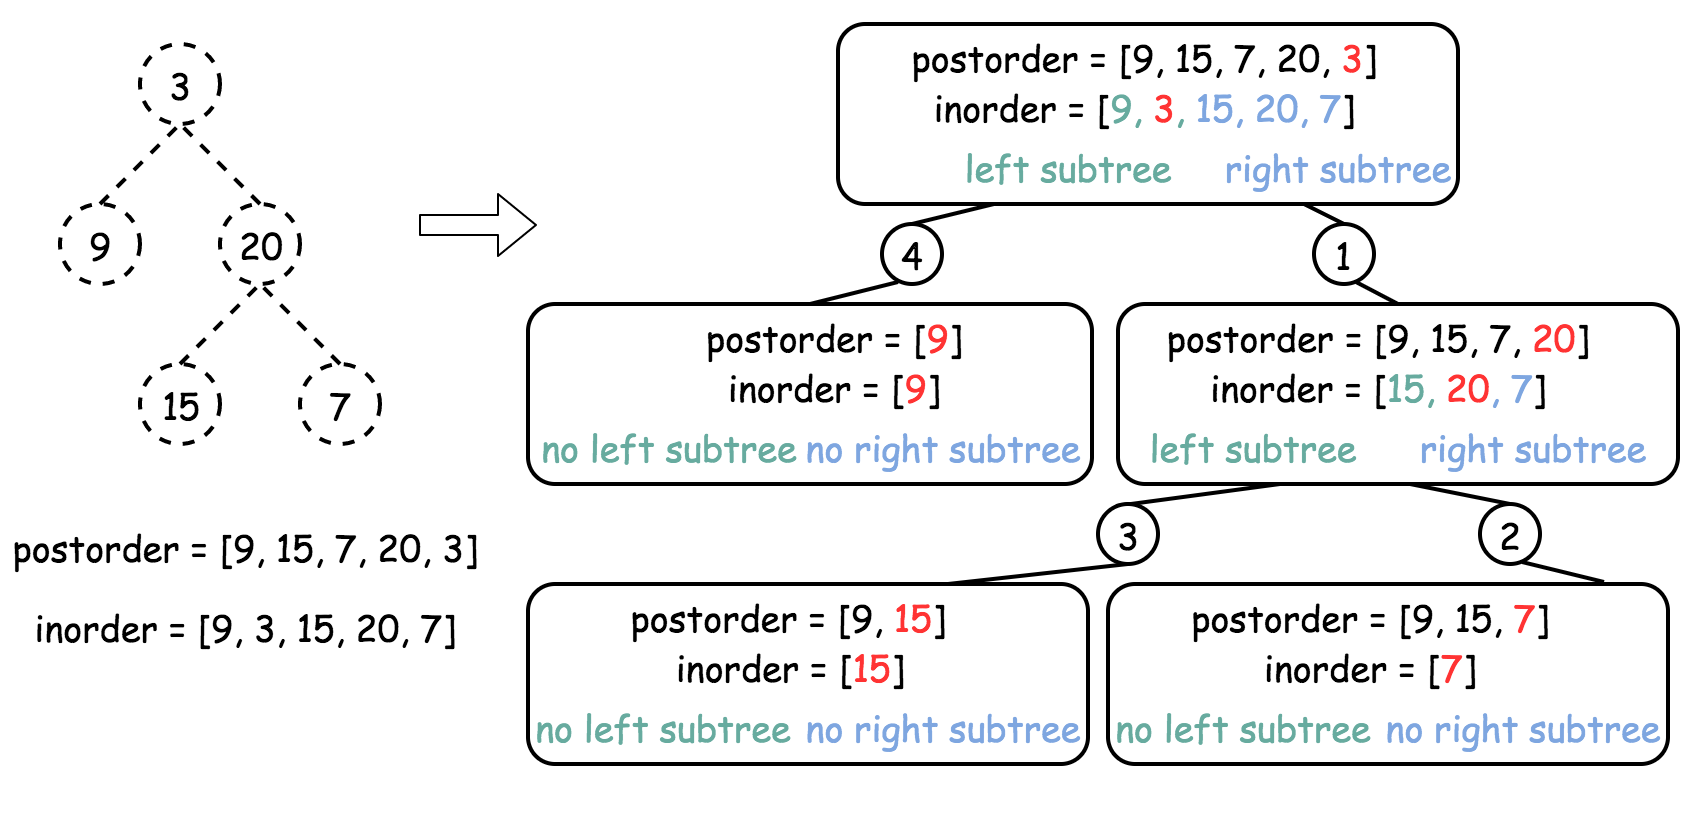 3
9
20
15
7
postorder = [9, 15, 7, 20, 3]
inorder = [9, 3, 15, 20, 7]
postorder = [9, 15, 7, 20, 3]
inorder = [9, 3, 15, 20, 7]
left subtree right subtree
4
1
postorder = [9]
inorder = [9]
no left subtree no right subtree
postorder = [9, 15, 7, 20]
inorder = [15, 20, 7]
left subtree right subtree
3
2
postorder = [9, 15]
inorder = [15]
no left subtree no right subtree
postorder = [9, 15, 7]
inorder = [7]
no left subtree no right subtree